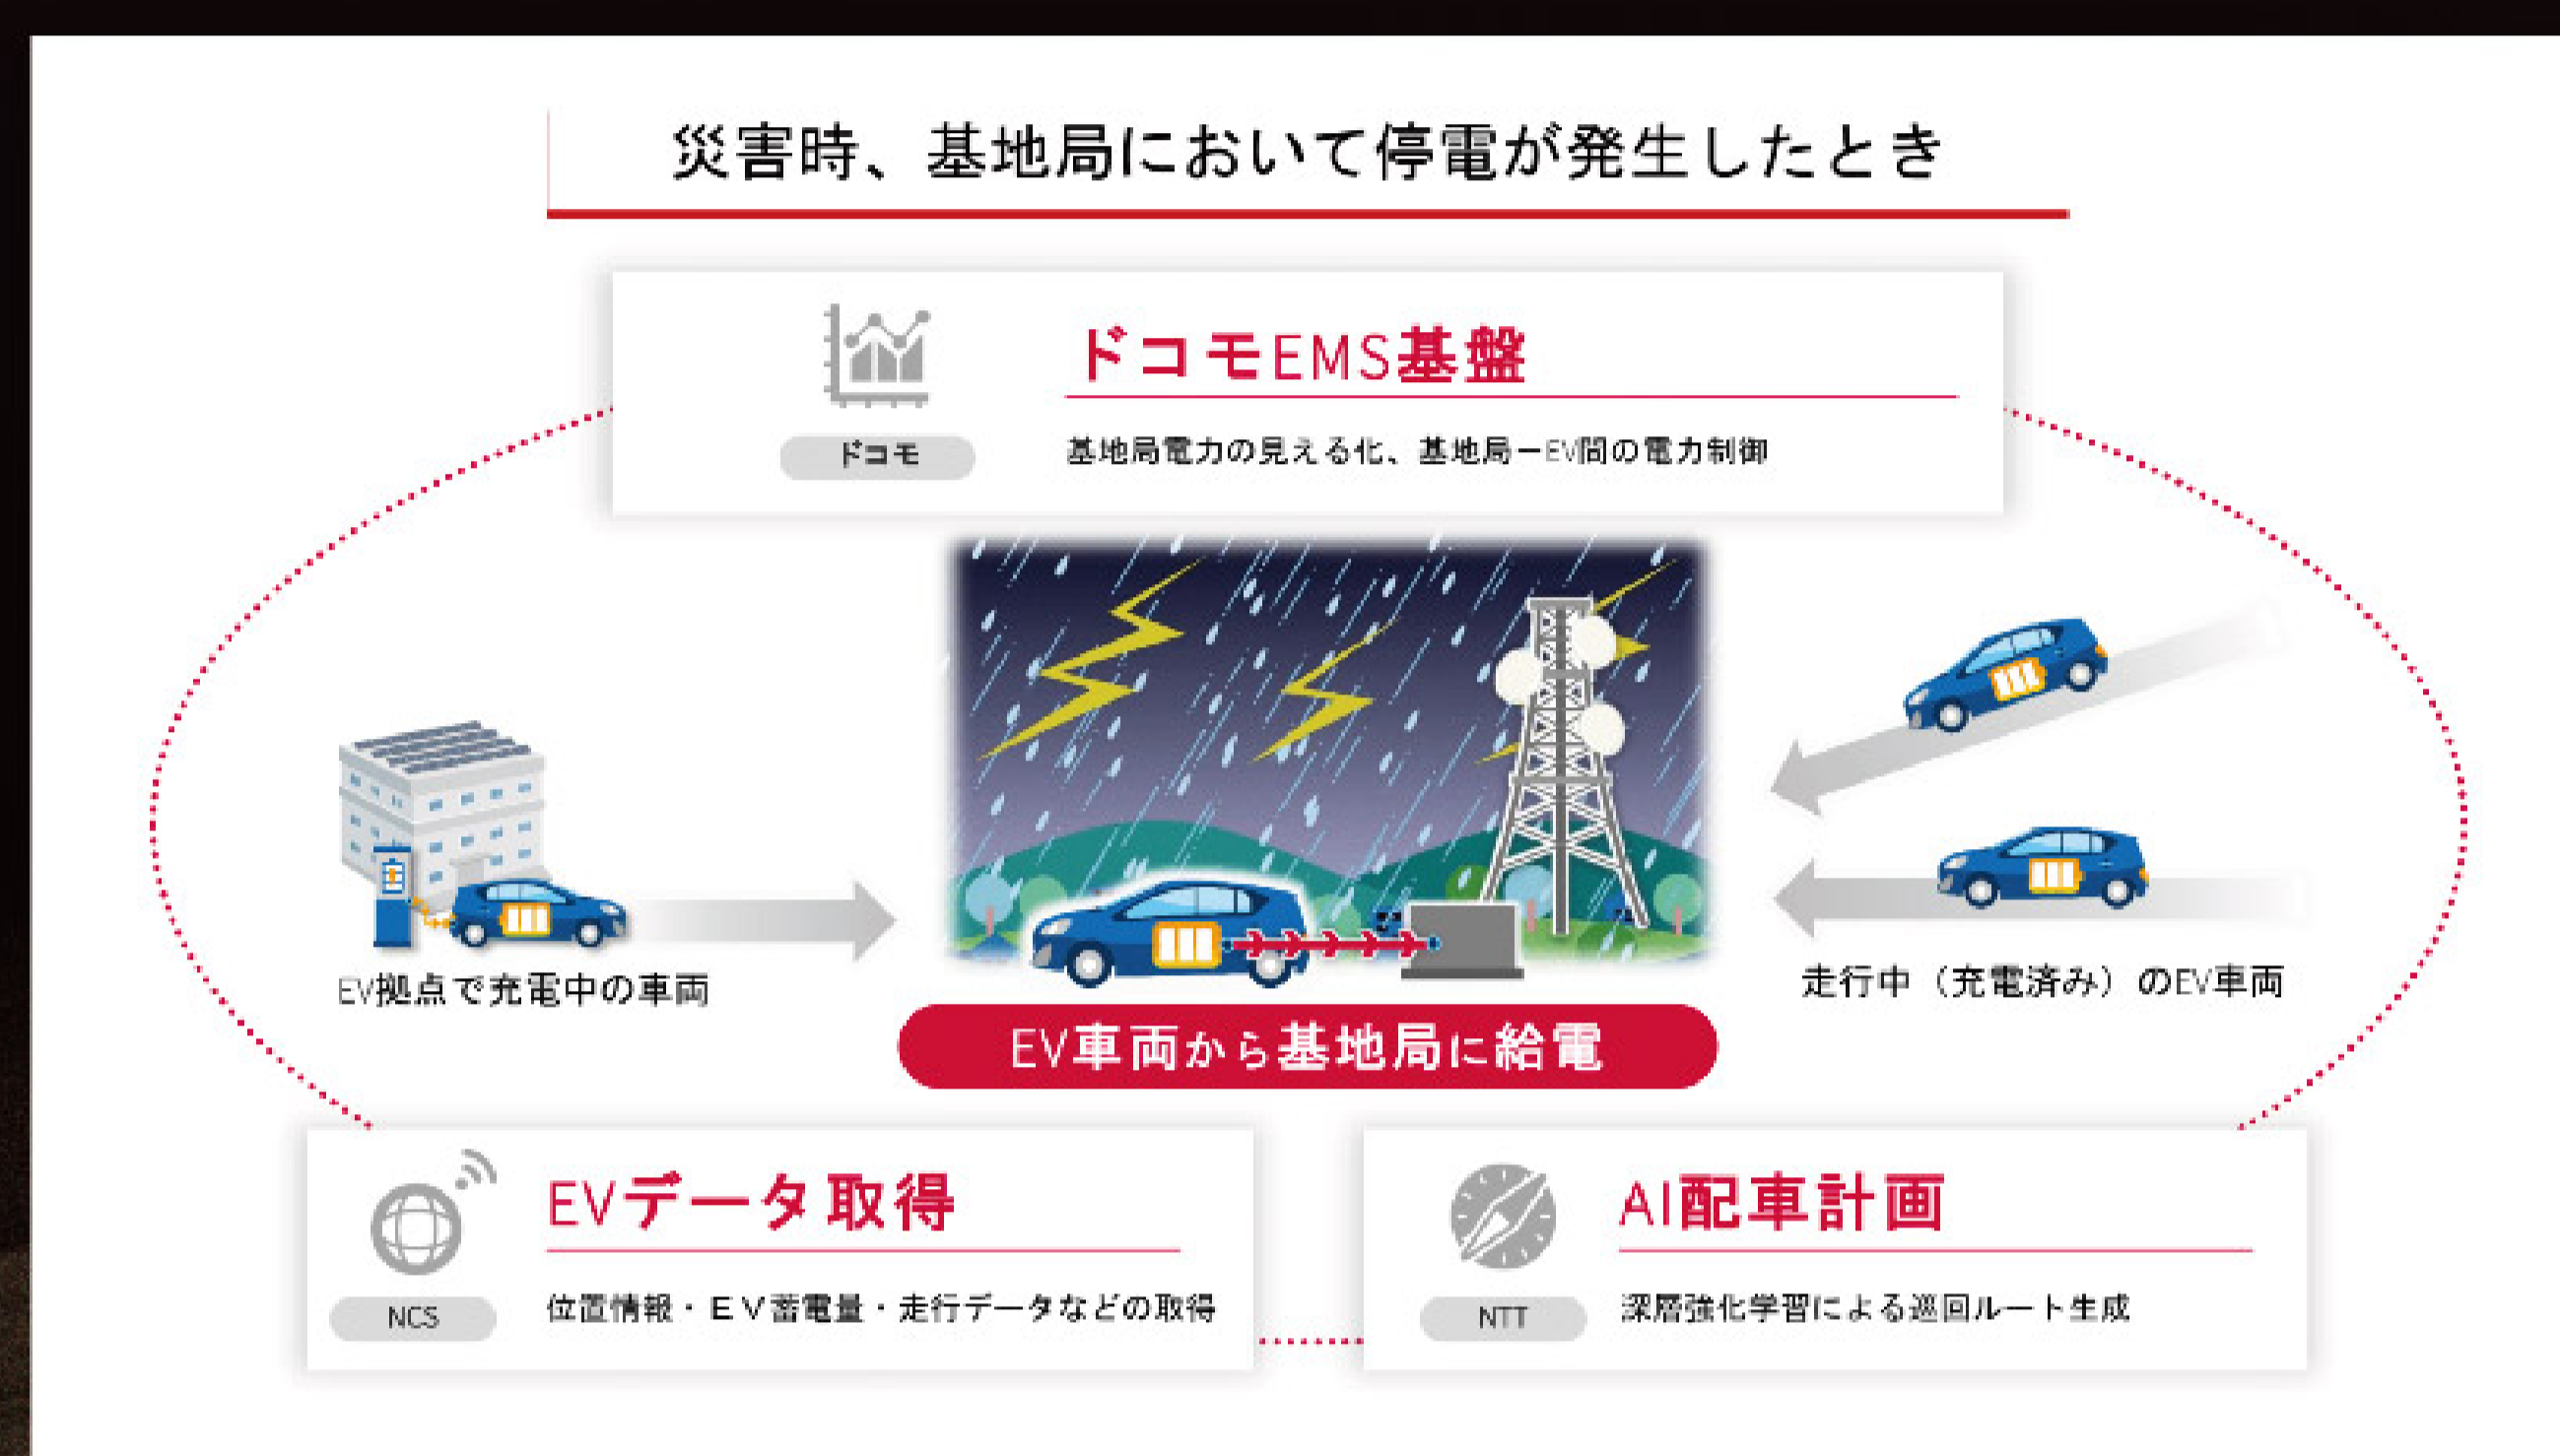 災害時、基地局において停電が発生したとき
ドコモEMS基盤
ドコモ
基地局電力の見える化、基地局ーEV間の電力制御
EV拠点で充電中の車両
走行中（充電済み）のEV車両
EV車両から基地局に給電
EVデータ取得
NCS
位置情報・ＥＶ蓄電量・走行データなどの取得
AI配車計画
NTT
深層強化学習による巡回ルート生成